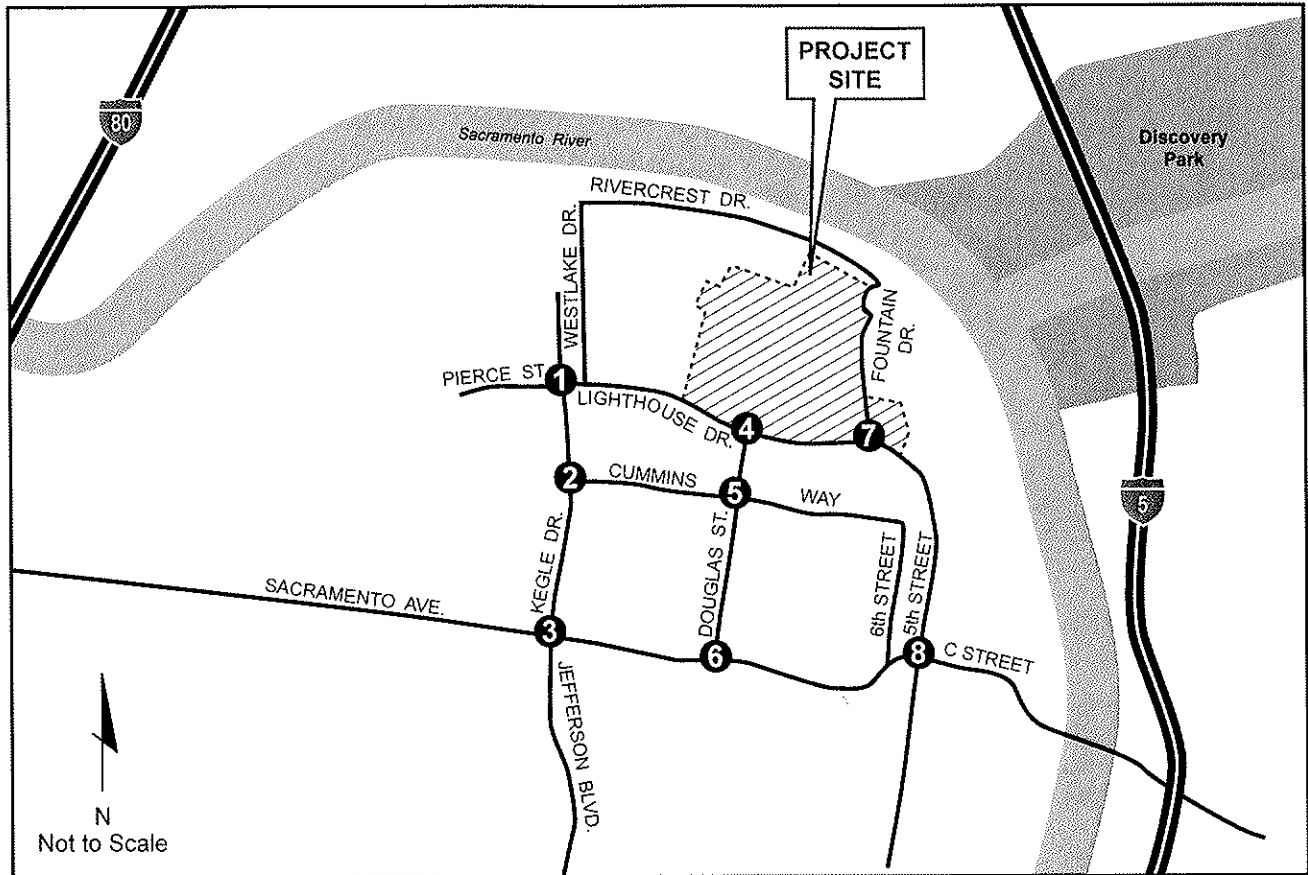 PROJECT
SITE
80
Sacramento River
Discovery
Park
RIVERCREST DR.
WESTLAKE DR.
FOUNTAIN
DR.
PIERCE ST.
1
LIGHTHOUSE DR.
4
7
2
CUMMINS
5
WAY
5
KEGLE DR.
DOUGLAS ST.
6th STREET
5th STREET
SACRAMENTO AVE.
3
6
8
C STREET
JEFFERSON BLVD.
N
Not to Scale